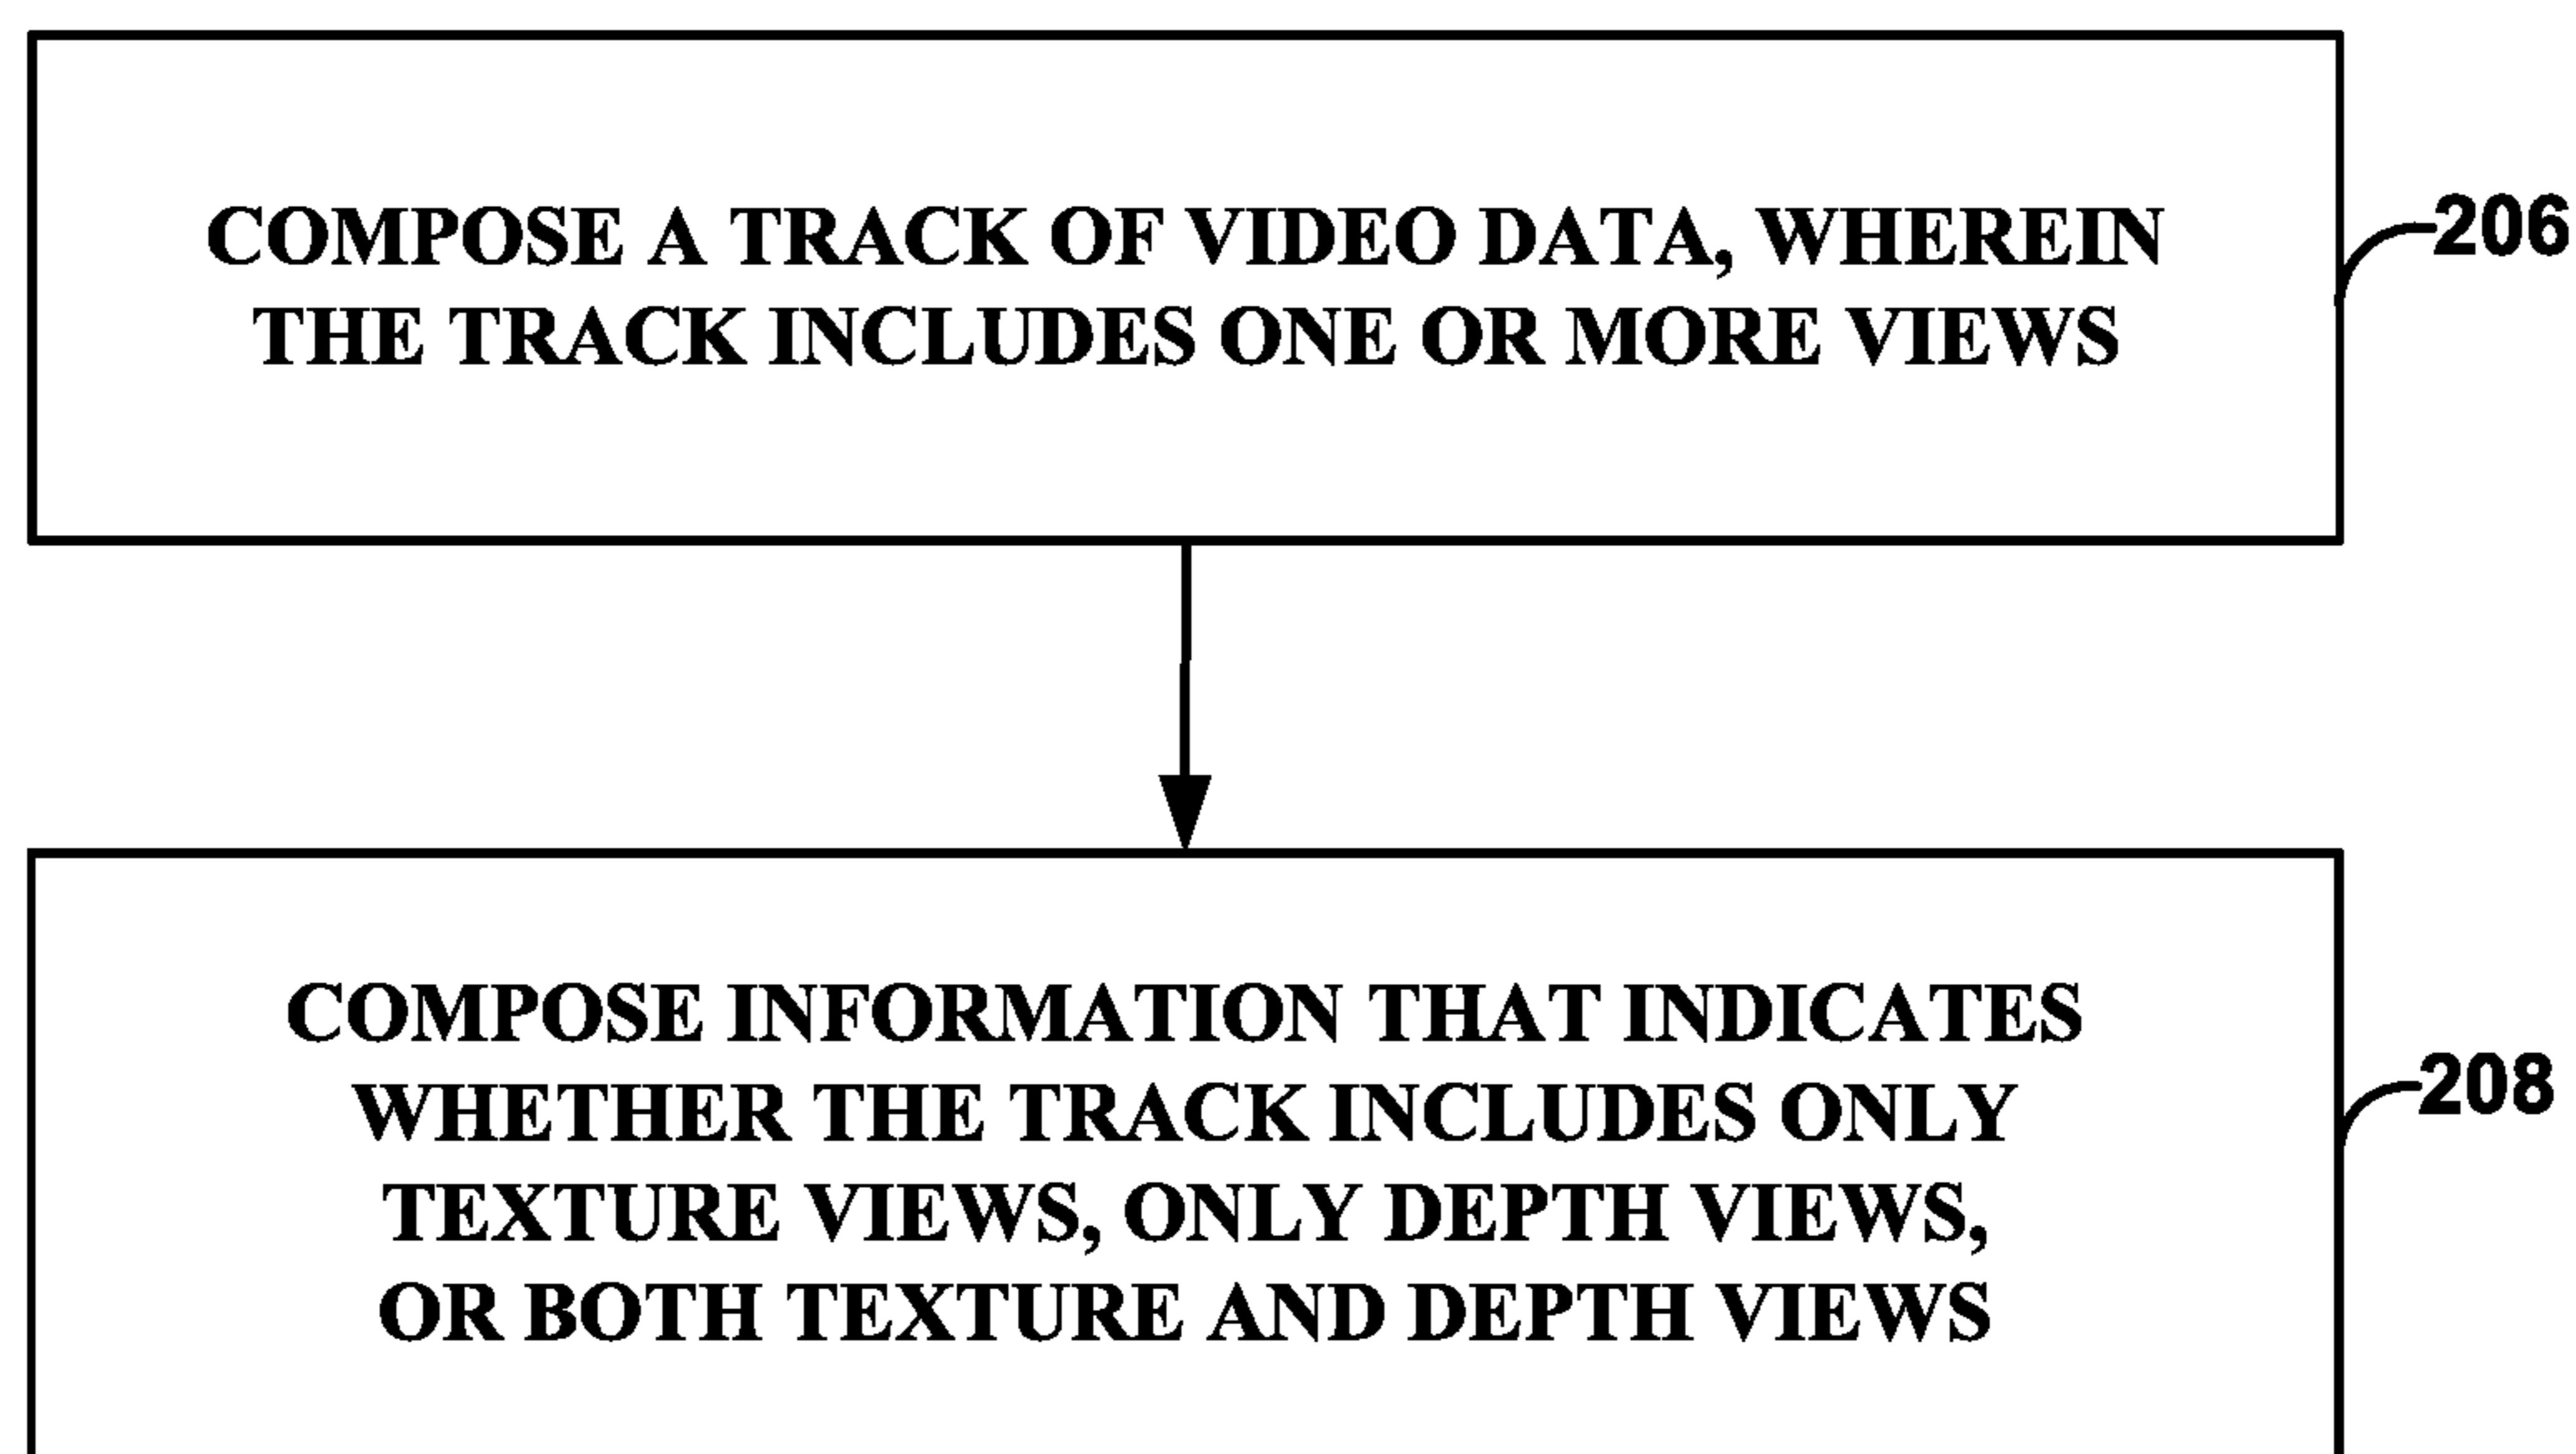 COMPOSE A TRACK OF VIDEO DATA, WHEREIN
THE TRACK INCLUDES ONE OR MORE VIEWS
206
COMPOSE INFORMATION THAT INDICATES
WHETHER THE TRACK INCLUDES ONLY
TEXTURE VIEWS, ONLY DEPTH VIEWS,
OR BOTH TEXTURE AND DEPTH VIEWS
208